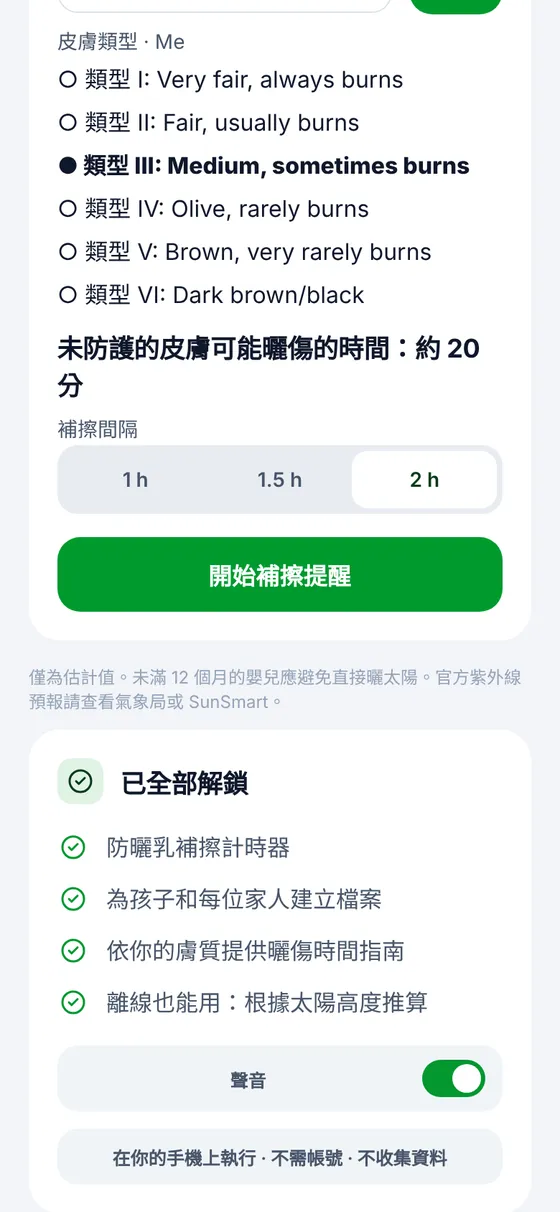 皮膚類型 · Me
類型 I: Very fair, always burns
類型 II: Fair, usually burns
類型 III: Medium, sometimes burns
類型 IV: Olive, rarely burns
類型 V: Brown, very rarely burns
類型 VI: Dark brown/black
未防護的皮膚可能曬傷的時間：約 20
分
補擦間隔
1 h
1.5 h
2 h
開始補擦提醒
僅為估計值。未滿 12 個月的嬰兒應避免直接曬太陽。官方紫外線
預報請查看氣象局或 SunSmart。
已全部解鎖
防曬乳補擦計時器
為孩子和每位家人建立檔案
依你的膚質提供曬傷時間指南
離線也能用：根據太陽高度推算
聲音
在你的手機上執行 · 不需帳號 · 不收集資料